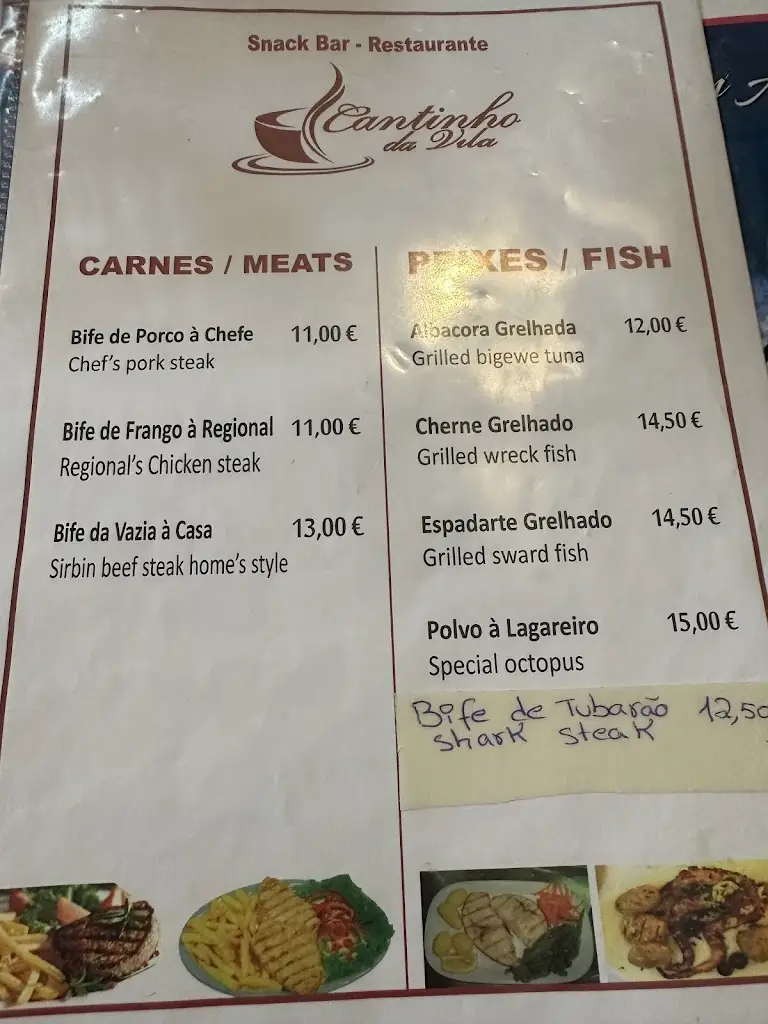 Snack Bar - Restaurante
Cantinho
da Vila
CARNES / MEATS
Bife de Porco à Chefe 11,00 €
Chef's pork steak
Bife de Frango à Regional 11,00 €
Regional's Chicken steak
Bife da Vazia à Casa 13,00 €
Sirbin beef steak home's style
PEIXES / FISH
Albacora Grelhada 12,00 €
Grilled bigewe tuna
Cherne Grelhado 14,50 €
Grilled wreck fish
Espadarte Grelhado 14,50 €
Grilled sward fish
Polvo à Lagareiro 15,00 €
Special octopus
Bife de Tubarão 12,50
shark steak